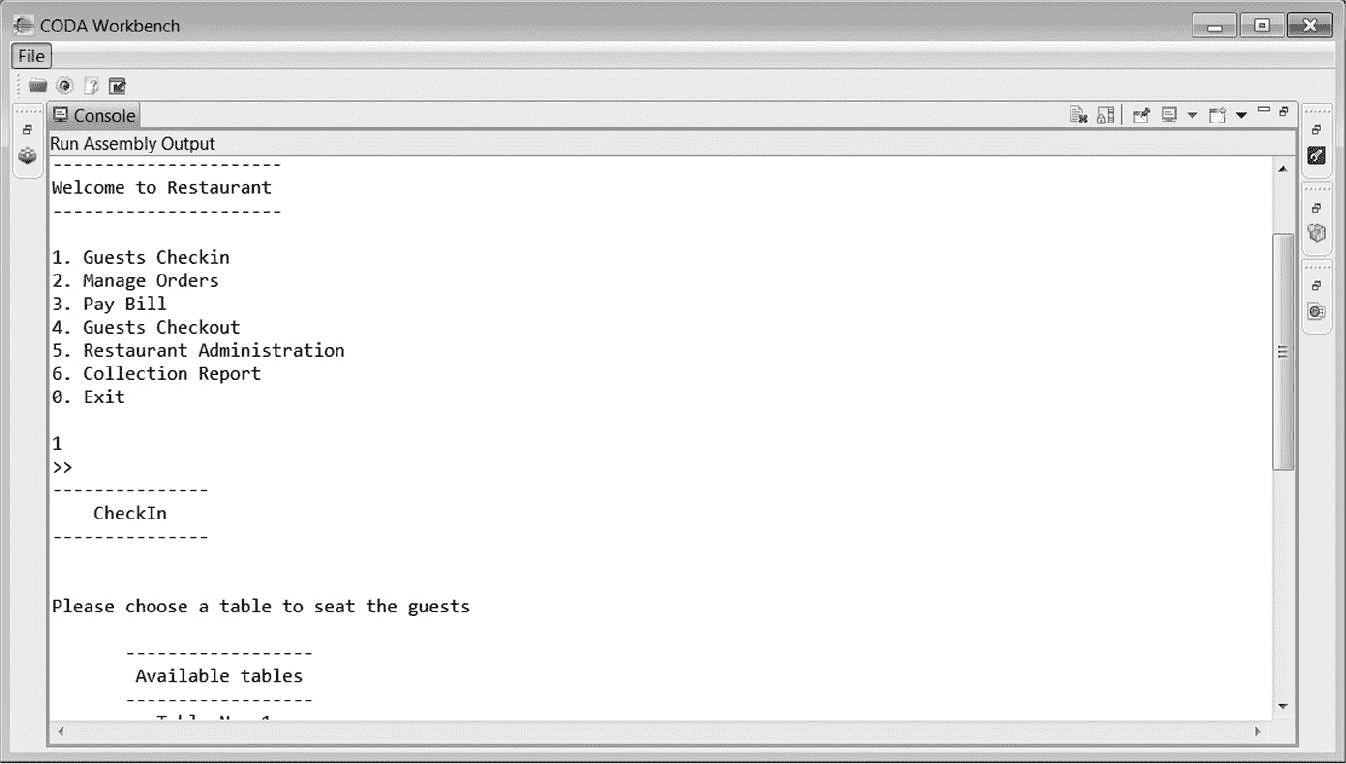 CODA Workbench
File
Console
Run Assembly Output
----------------------
Welcome to Restaurant
----------------------
1. Guests Checkin
2. Manage Orders
3. Pay Bill
4. Guests Checkout
5. Restaurant Administration
6. Collection Report
0. Exit
1
>>
---------------
CheckIn
---------------
Please choose a table to seat the guests
------------------
Available tables
------------------